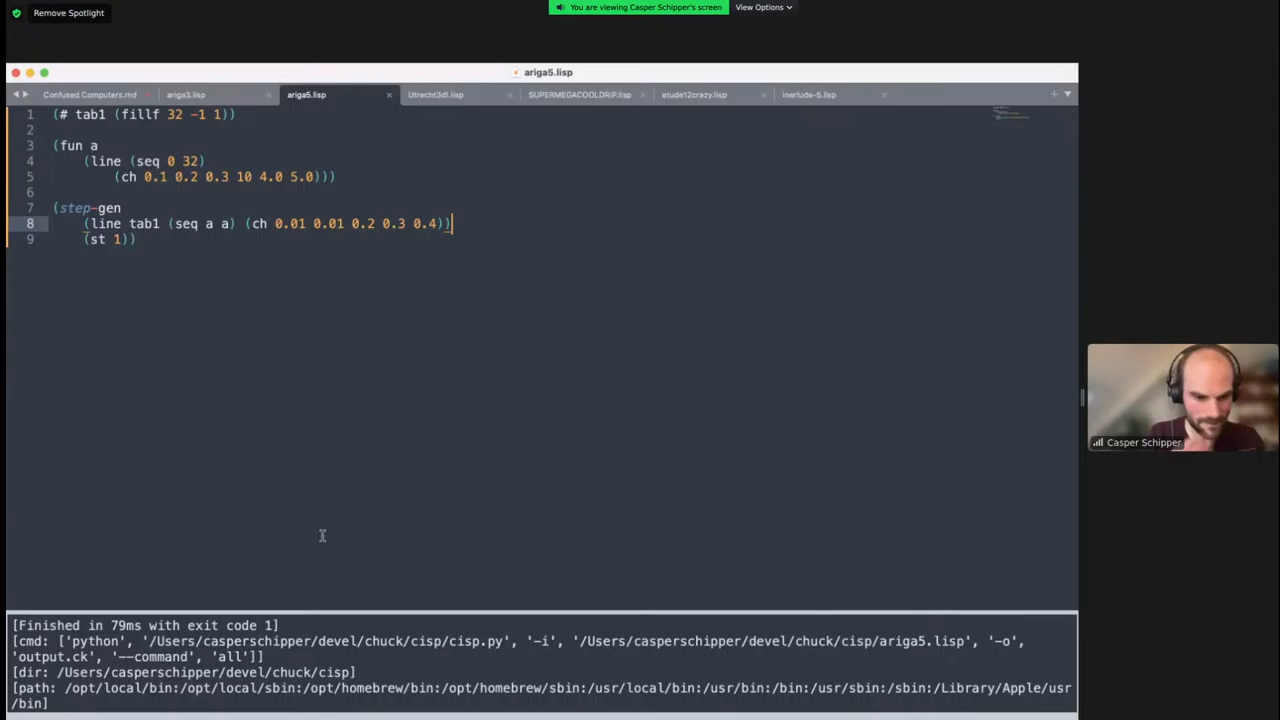 Remove Spotlight
You are viewing Casper Schipper's screen
View Options
ariga5.lisp
Confused Computers.md
ariga3.lisp
ariga5.lisp
Utrecht3dl.lisp
SUPERMEGACOOLDRIP.lisp
etude12crazy.lisp
inerlude-5.lisp
1 (# tab1 (fillf 32 -1 1))
2
3 (fun a
4 (line (seq 0 32)
5 (ch 0.1 0.2 0.3 10 4.0 5.0)))
6
7 (step-gen
8 (line tab1 (seq a a) (ch 0.01 0.01 0.2 0.3 0.4))
9 (st 1))
Casper Schipper
[Finished in 79ms with exit code 1]
[cmd: ['python', '/Users/casperschipper/devel/chuck/cisp/cisp.py', '-i', '/Users/casperschipper/devel/chuck/cisp/ariga5.lisp', '-o',
'output.ck', '--command', 'all']]
[dir: /Users/casperschipper/devel/chuck/cisp]
[path: /opt/local/bin:/opt/local/sbin:/opt/homebrew/bin:/opt/homebrew/sbin:/usr/local/bin:/usr/bin:/bin:/usr/sbin:/sbin:/Library/Apple/usr
/bin]